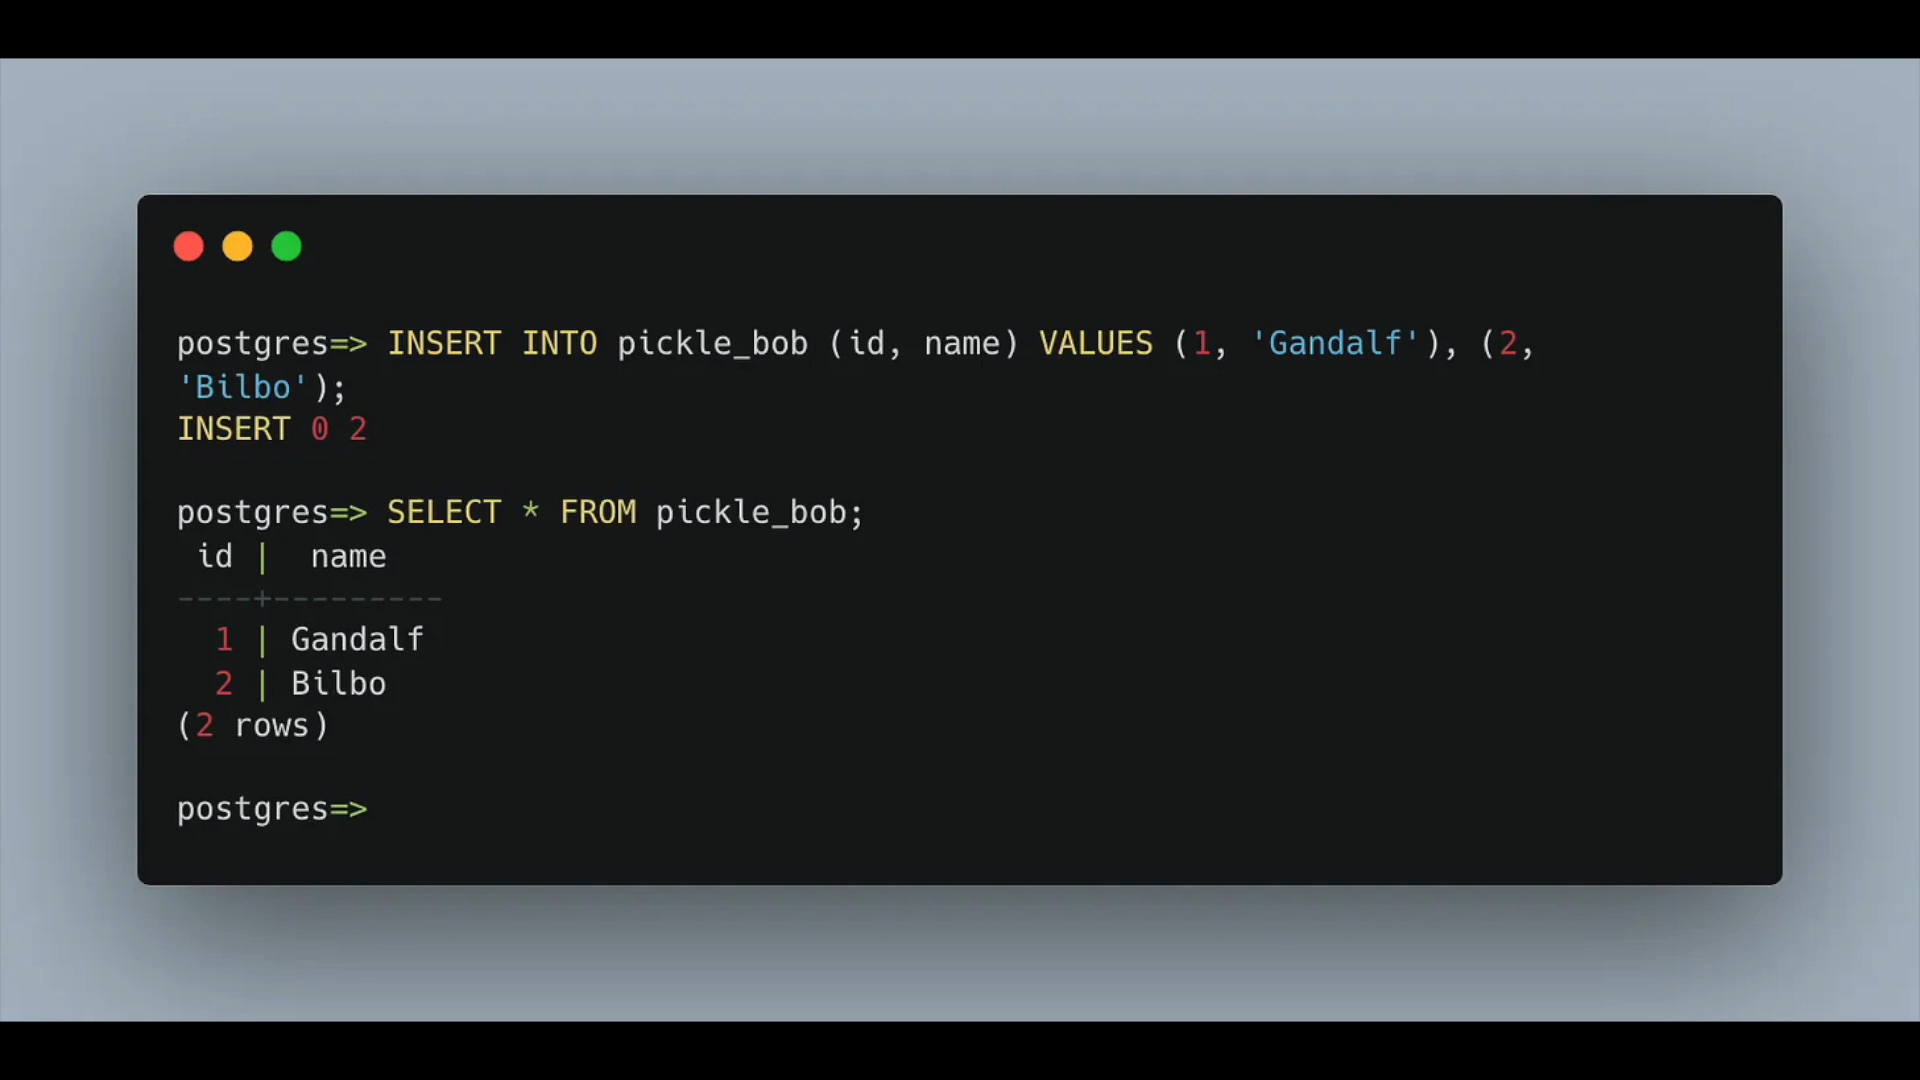 postgres=> INSERT INTO pickle_bob (id, name) VALUES (1, 'Gandalf'), (2,
'Bilbo');
INSERT 0 2
postgres=> SELECT * FROM pickle_bob;
 id |  name
----+---------
  1 | Gandalf
  2 | Bilbo
(2 rows)
postgres=>